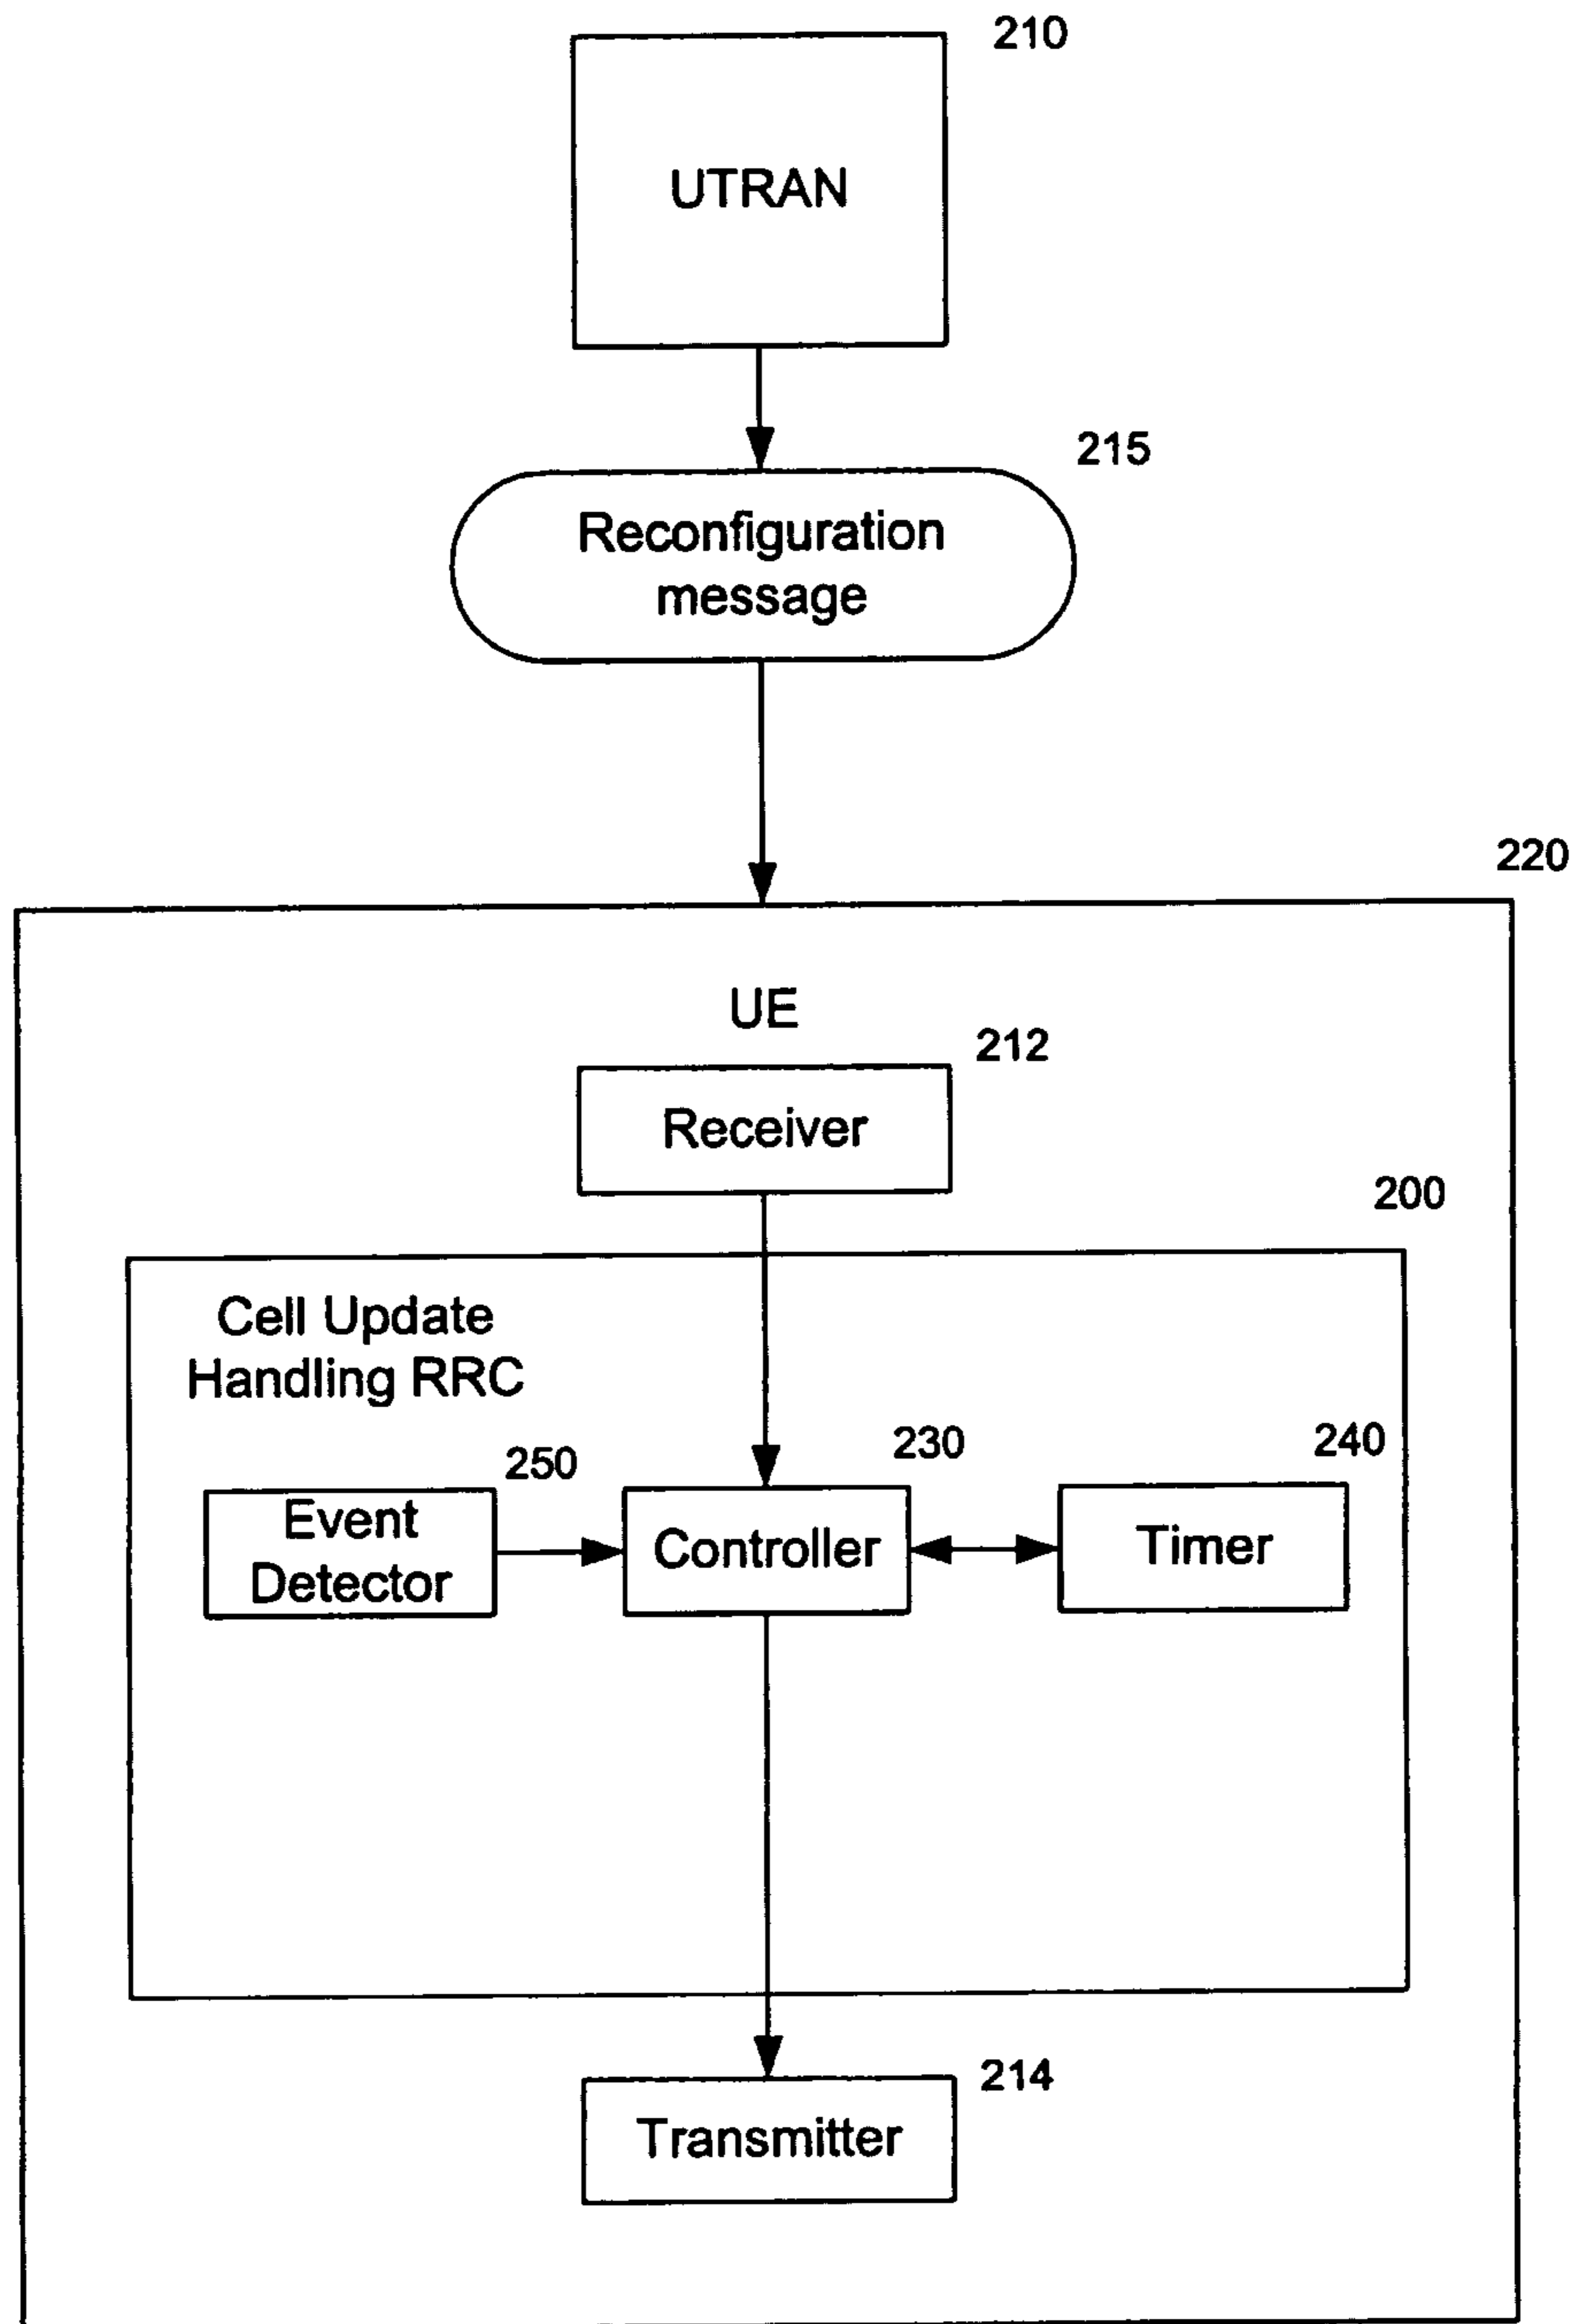 210
UTRAN
215
Reconfiguration
message
220
UE
212
Receiver
200
Cell Update
Handling RRC
250
230
240
Event
Detector
Controller
Timer
214
Transmitter